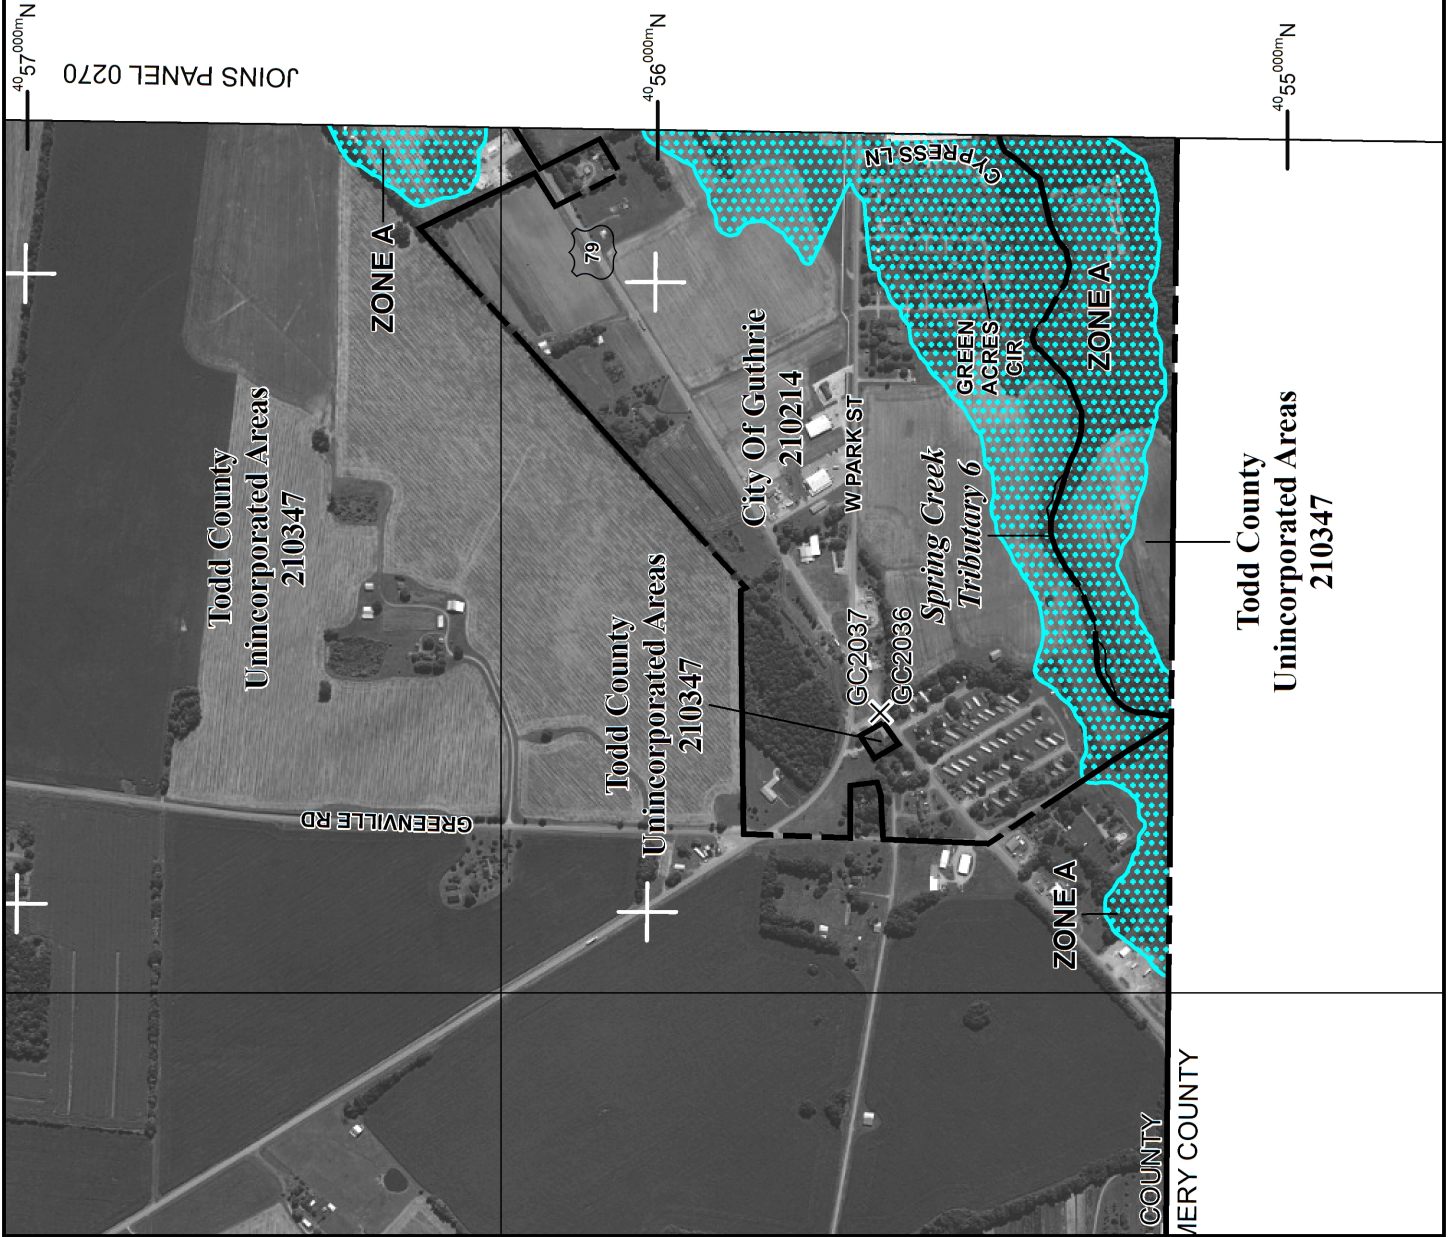 4057000mN
JOINS PANEL 0270
4056000mN
4055000mN
ZONE A
79
CYPRESS LN
ZONE A
GREEN
ACRES
CIR
City Of Guthrie
210214
W PARK ST
Spring Creek
Tributary 6
Todd County
Unincorporated Areas
210347
Todd County
Unincorporated Areas
210347
Todd County
Unincorporated Areas
210347
GC2037
GC2036
GREENVILLE RD
ZONE A
COUNTY
MERY COUNTY